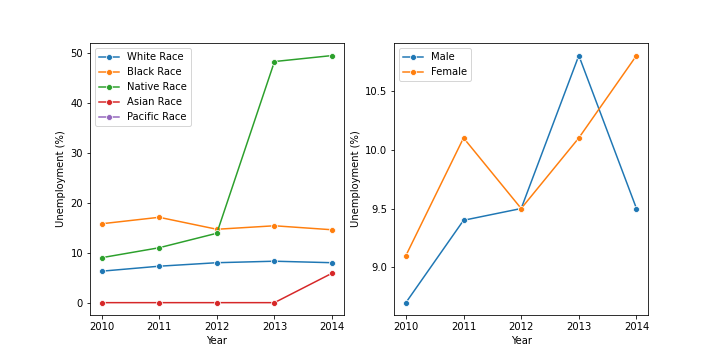 White Race
Black Race
Native Race
Asian Race
Pacific Race
Unemployment (%)
50
40
30
20
10
0
2010 2011 2012 2013 2014
Year
Male
Female
Unemployment (%)
10.5
10.0
9.5
9.0
2010 2011 2012 2013 2014
Year